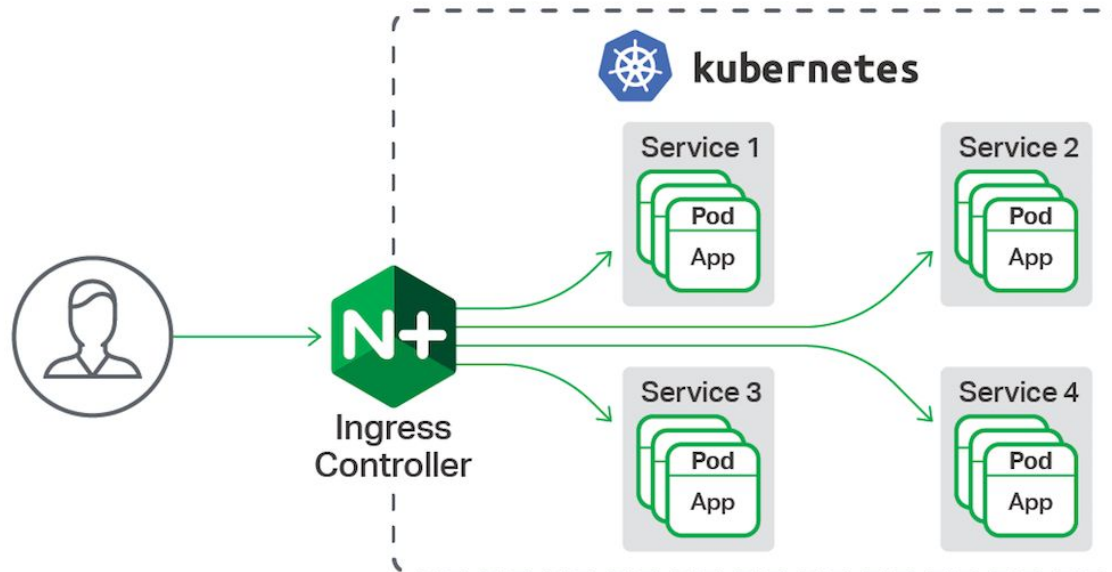 kubernetes
Service 1
Pod
App
Service 2
Pod
App
N+
Ingress
Controller
Service 3
Pod
App
Service 4
Pod
App